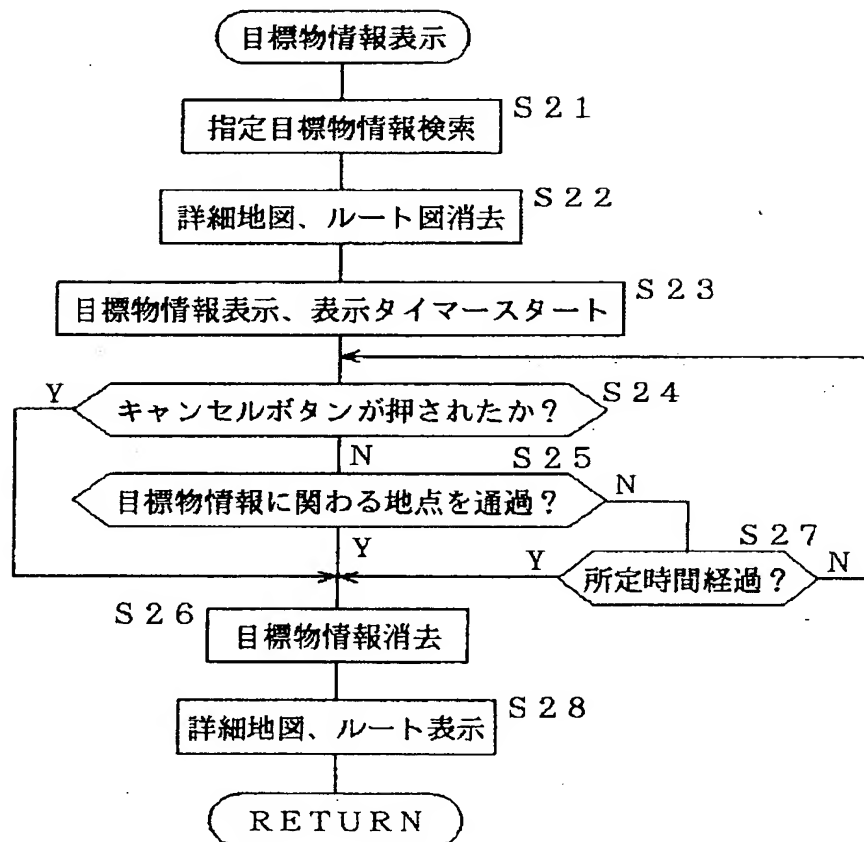 目標物情報表示
S21
指定目標物情報検索
S22
詳細地図、ルート図消去
S23
目標物情報表示、表示タイマースタート
Y
S24
キャンセルボタンが押されたか？
N
S25
目標物情報に関わる地点を通過？
N
Y
S27
Y
所定時間経過？
N
S26
目標物情報消去
S28
詳細地図、ルート表示
RETURN